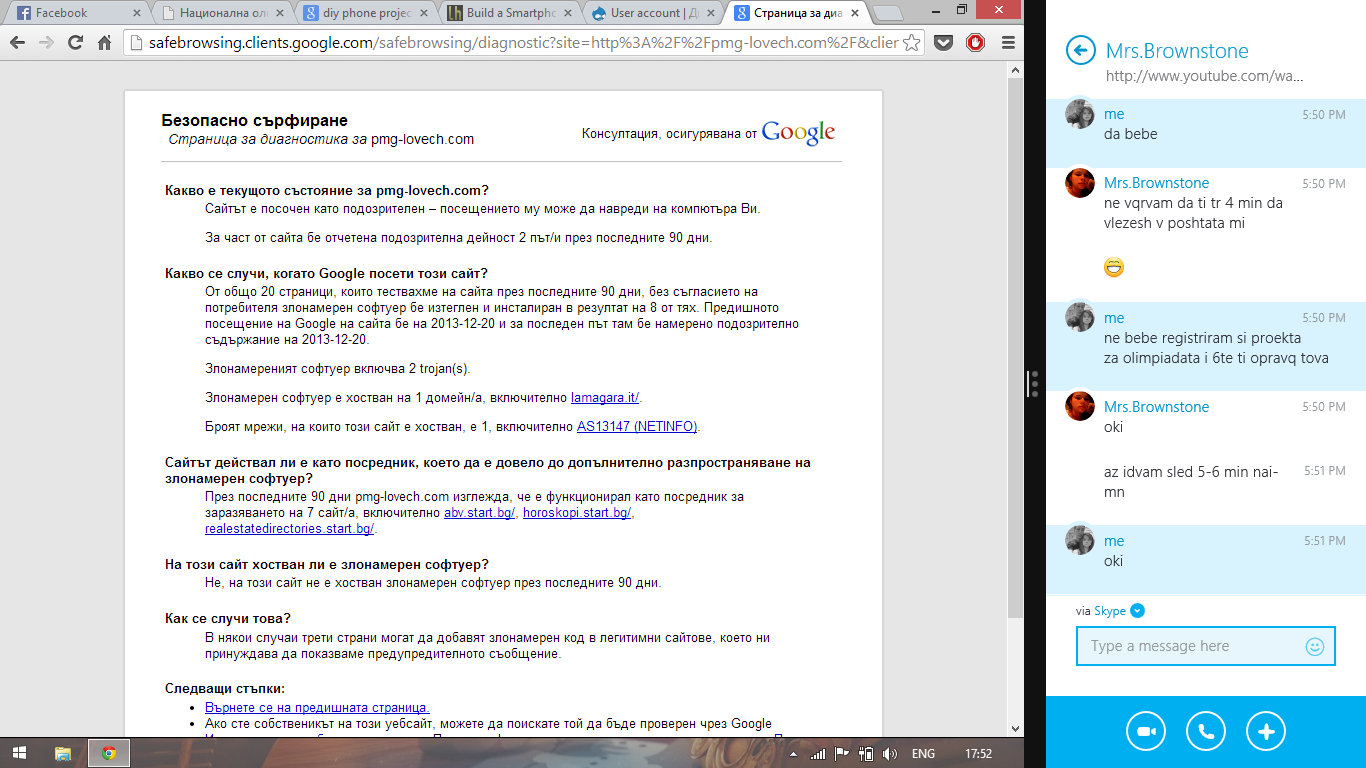 Facebook
Национална оли
diy phone project
Build a Smartpho
User account | Д
Страница за диа
safebrowsing.clients.google.com/safebrowsing/diagnostic?site=http%3A%2F%2Fpmg-lovech.com%2F&clien
Безопасно сърфиране
Страница за диагностика за pmg-lovech.com
Консултация, осигурявана от Google
Какво е текущото състояние за pmg-lovech.com?
Сайтът е посочен като подозрителен – посещението му може да навреди на компютъра Ви.
За част от сайта бе отчетена подозрителна дейност 2 път/и през последните 90 дни.
Какво се случи, когато Google посети този сайт?
От общо 20 страници, които тествахме на сайта през последните 90 дни, без съгласието на
потребителя злонамерен софтуер бе изтеглен и инсталиран в резултат на 8 от тях. Предишното
посещение на Google на сайта бе на 2013-12-20 и за последен път там бе намерено подозрително
съдържание на 2013-12-20.
Злонамереният софтуер включва 2 trojan(s).
Злонамерен софтуер е хостван на 1 домейн/а, включително lamagara.it/.
Броят мрежи, на които този сайт е хостван, е 1, включително AS13147 (NETINFO).
Сайтът действал ли е като посредник, което да е довело до допълнително разпространяване на
злонамерен софтуер?
През последните 90 дни pmg-lovech.com изглежда, че е функционирал като посредник за
заразяването на 7 сайт/а, включително abv.start.bg/, horoskopi.start.bg/,
realestatedirectories.start.bg/.
На този сайт хостван ли е злонамерен софтуер?
Не, на този сайт не е хостван злонамерен софтуер през последните 90 дни.
Как се случи това?
В някои случаи трети страни могат да добавят злонамерен код в легитимни сайтове, което ни
принуждава да показваме предупредителното съобщение.
Следващи стъпки:
Върнете се на предишната страница.
Ако сте собственикът на този уебсайт, можете да поискате той да бъде проверен чрез Google
ENG
17:52
Mrs.Brownstone
http://www.youtube.com/wa...
me 5:50 PM
da bebe
Mrs.Brownstone 5:50 PM
ne vqrvam da ti tr 4 min da
vlezesh v poshtata mi
me 5:50 PM
ne bebe registriram si proekta
za olimpiadata i 6te ti opravq tova
Mrs.Brownstone 5:50 PM
oki
az idvam sled 5-6 min nai- 5:51 PM
mn
me 5:51 PM
oki
via Skype
Type a message here